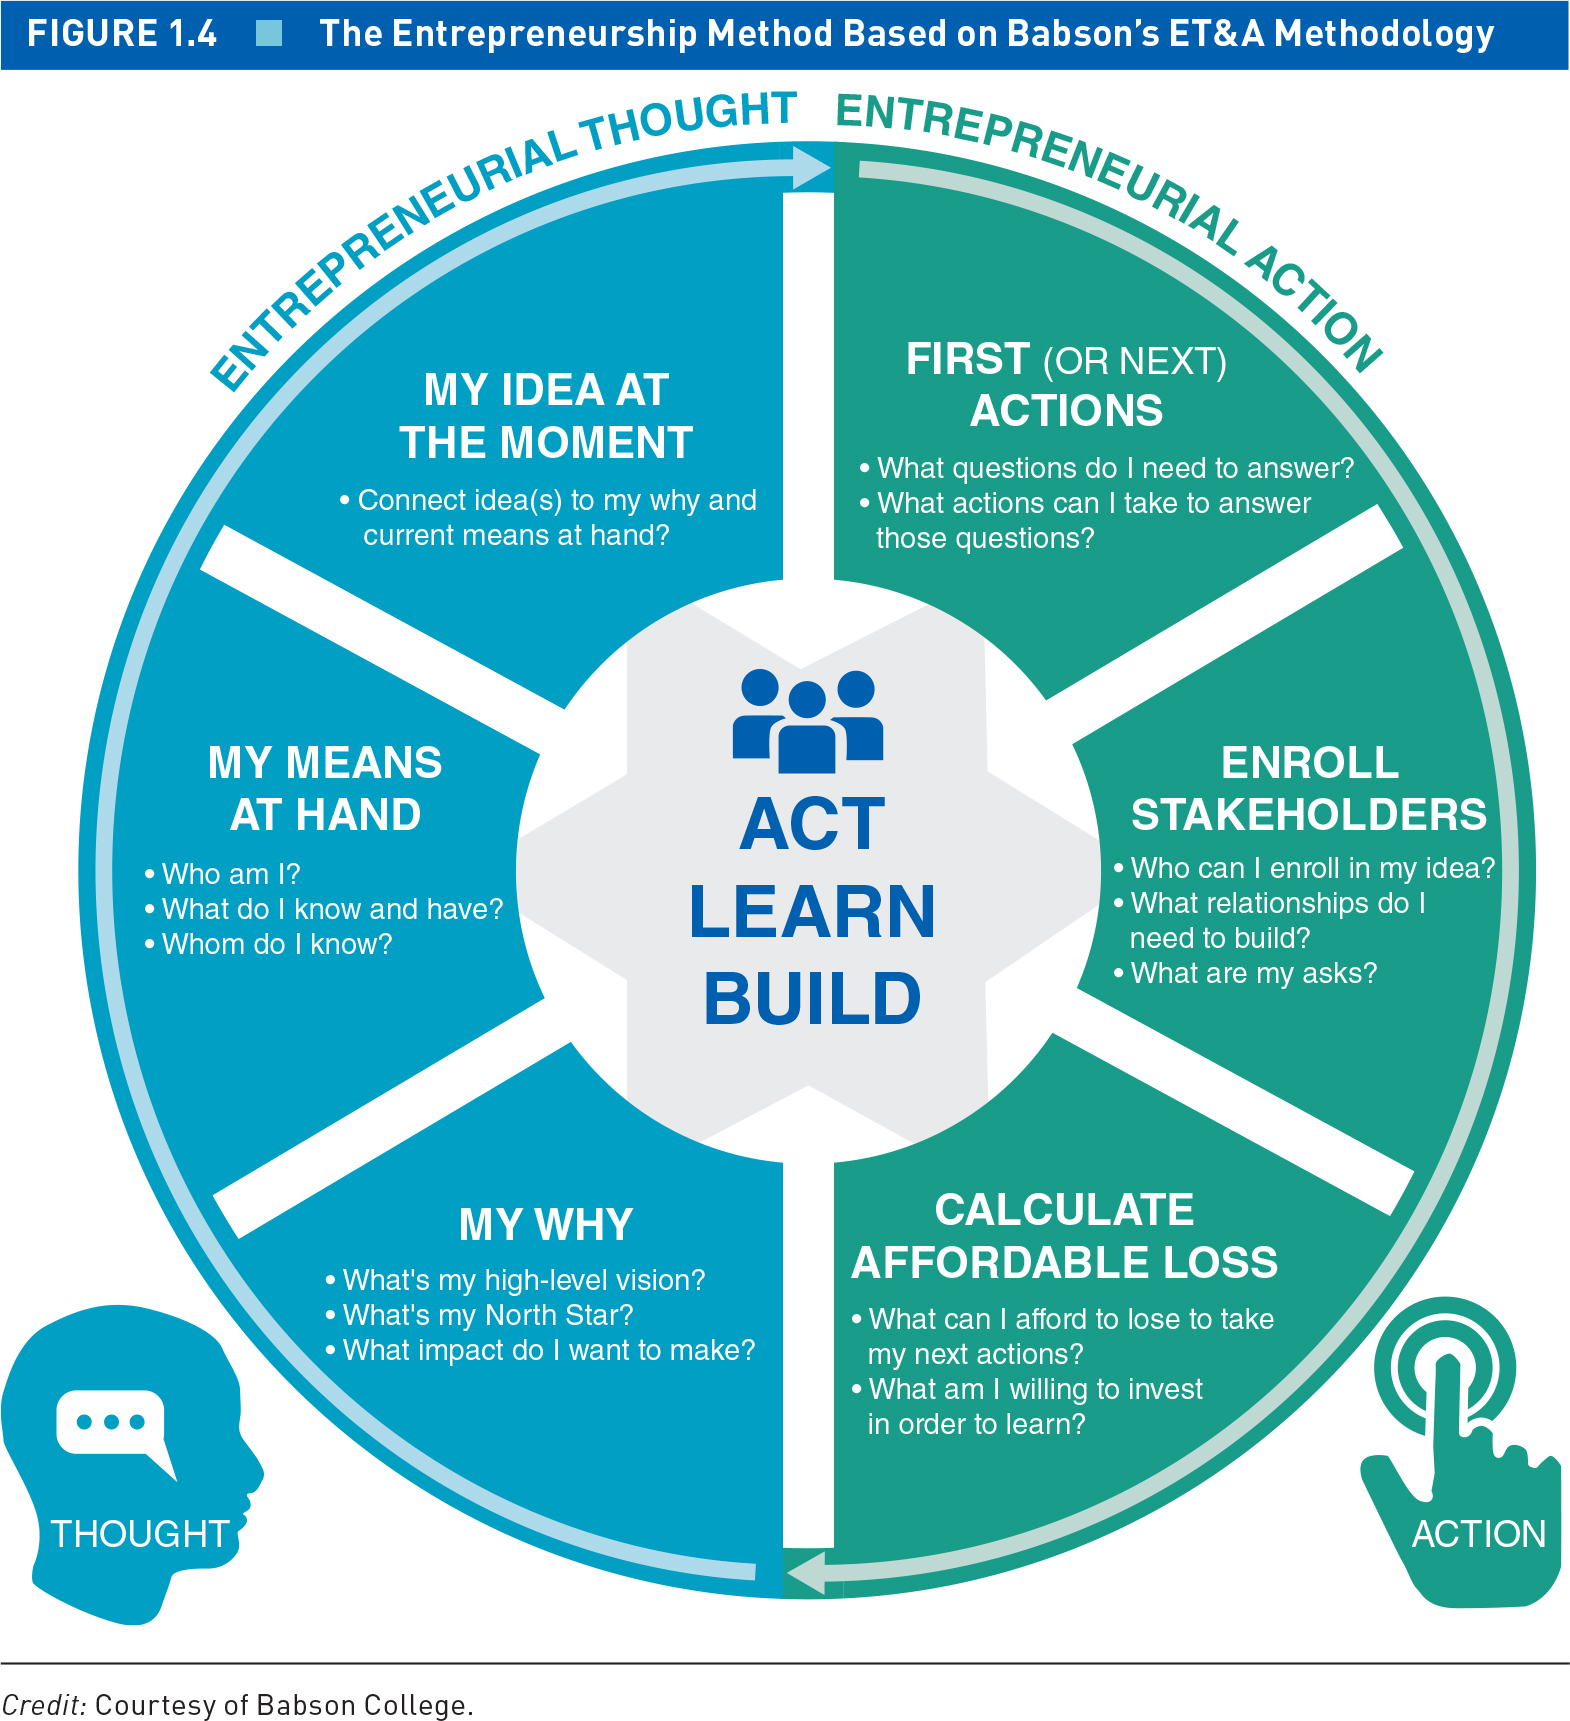 FIGURE 1.4 The Entrepreneurship Method Based on Babson’s ET&A Methodology
ENTREPRENEURIAL THOUGHT
ENTREPRENEURIAL ACTION
MY IDEA AT
THE MOMENT
• Connect idea(s) to my why and
current means at hand?
FIRST (OR NEXT)
ACTIONS
• What questions do I need to answer?
• What actions can I take to answer
those questions?
MY MEANS
AT HAND
• Who am I?
• What do I know and have?
• Whom do I know?
ACT
LEARN
BUILD
ENROLL
STAKEHOLDERS
• Who can I enroll in my idea?
• What relationships do I
need to build?
• What are my asks?
MY WHY
• What's my high-level vision?
• What's my North Star?
• What impact do I want to make?
CALCULATE
AFFORDABLE LOSS
• What can I afford to lose to take
my next actions?
• What am I willing to invest
in order to learn?
THOUGHT
ACTION
Credit: Courtesy of Babson College.